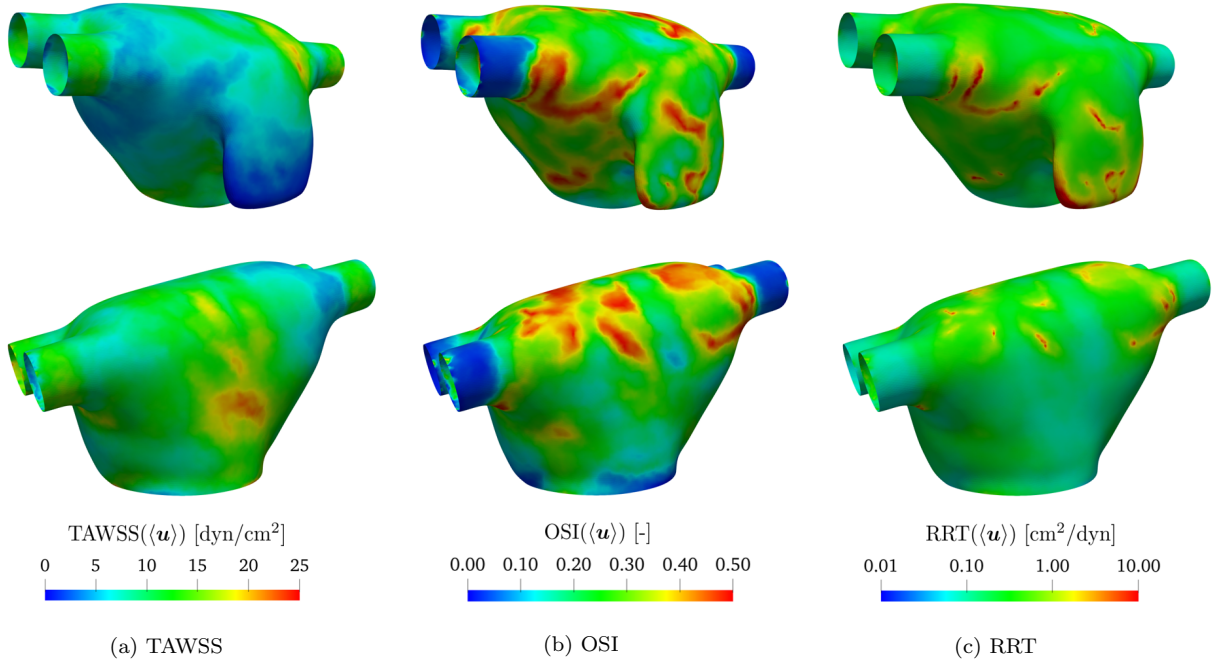 TAWSS(⟨u⟩) [dyn/cm²]
0 5 10 15 20 25
(a) TAWSS
OSI(⟨u⟩) [-]
0.00 0.10 0.20 0.30 0.40 0.50
(b) OSI
RRT(⟨u⟩) [cm²/dyn]
0.01 0.10 1.00 10.00
(c) RRT